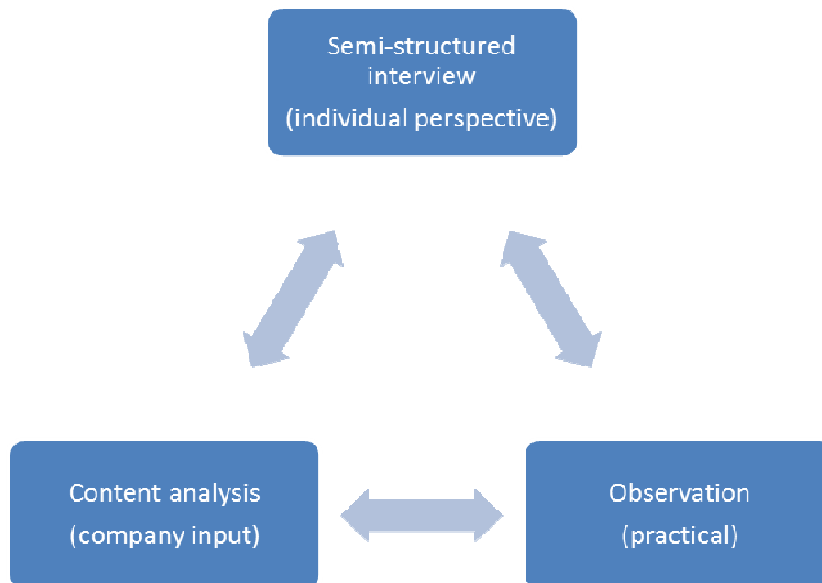 Semi-structured
interview
(individual perspective)
Content analysis
(company input)
Observation
(practical)